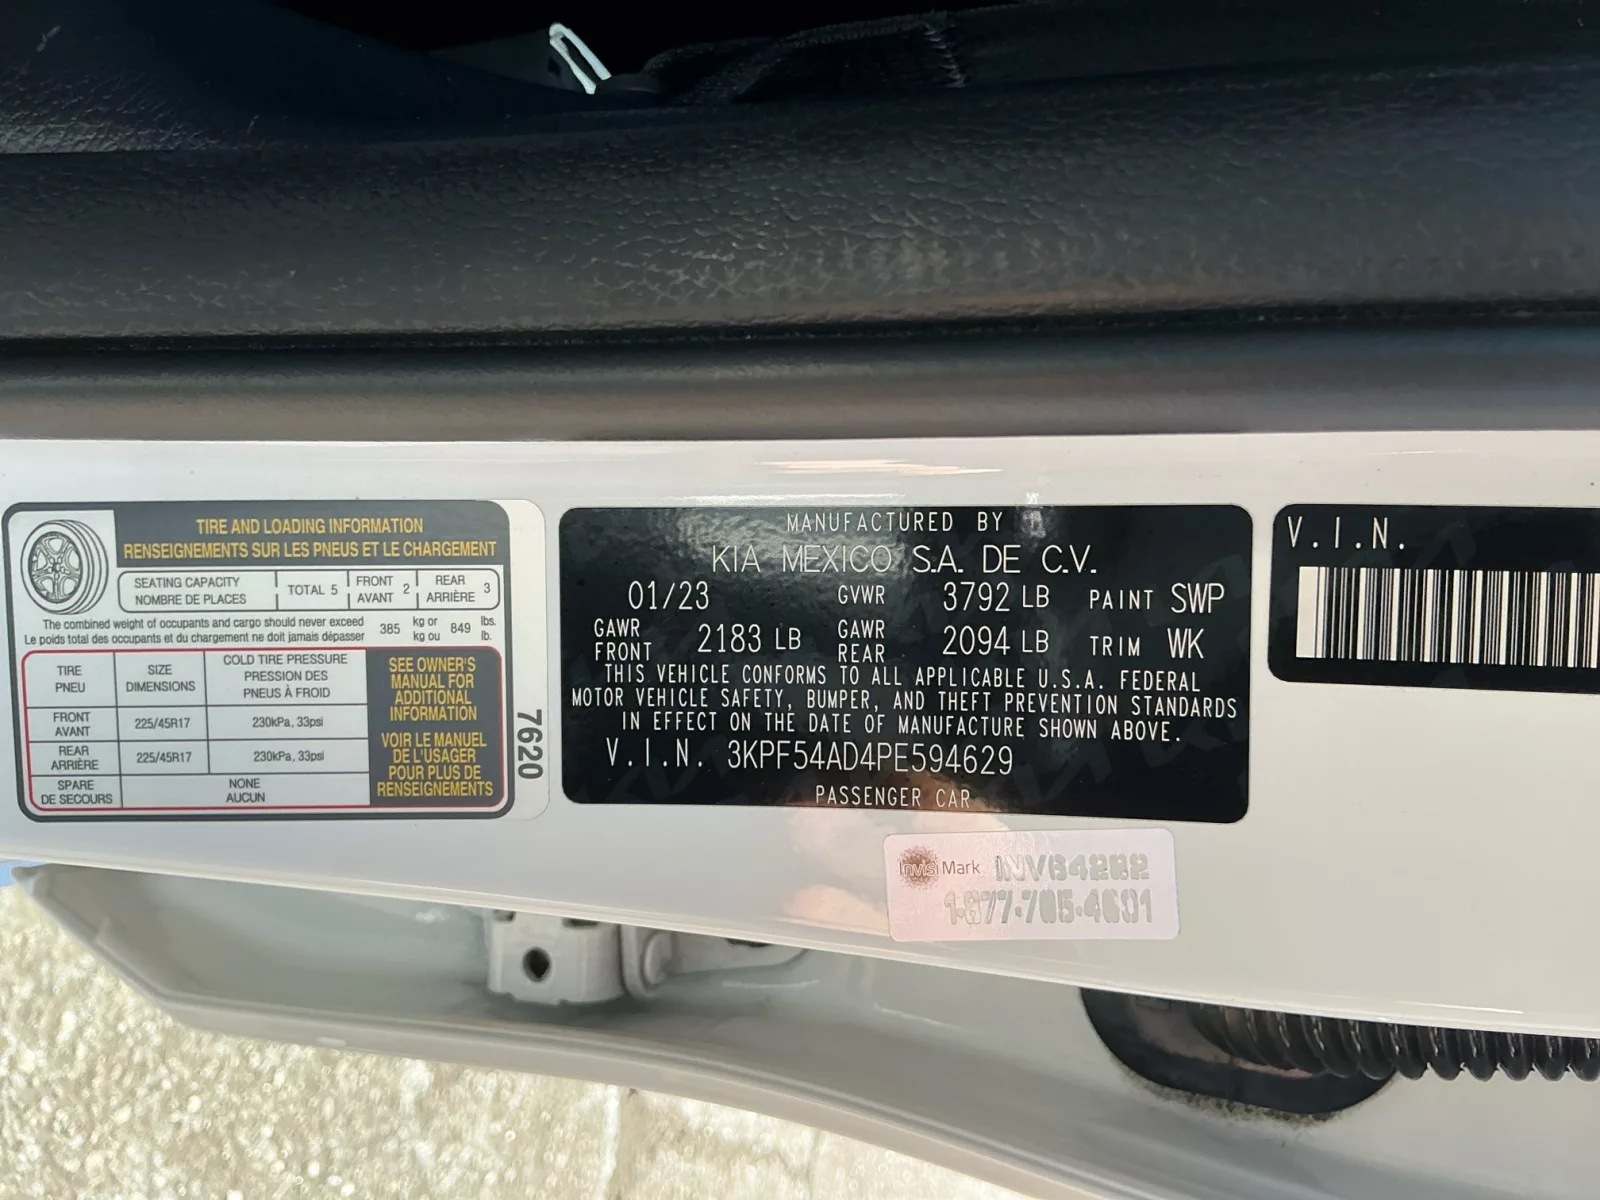 TIRE AND LOADING INFORMATION
RENSEIGNEMENTS SUR LES PNEUS ET LE CHARGEMENT
SEATING CAPACITY
NOMBRE DE PLACES
TOTAL 5
FRONT
AVANT 2
REAR
ARRIÈRE 3
The combined weight of occupants and cargo should never exceed
Le poids total des occupants et du chargement ne doit jamais dépasser
385 kg or
kg ou 849 lbs.
lb.
TIRE
PNEU
SIZE
DIMENSIONS
COLD TIRE PRESSURE
PRESSION DES
PNEUS À FROID
FRONT
AVANT
225/45R17
230kPa, 33psi
REAR
ARRIÈRE
225/45R17
230kPa, 33psi
SPARE
DE SECOURS
NONE
AUCUN
SEE OWNER'S
MANUAL FOR
ADDITIONAL
INFORMATION
VOIR LE MANUEL
DE L'USAGER
POUR PLUS DE
RENSEIGNEMENTS
7620
MANUFACTURED BY
KIA MEXICO S.A. DE C.V.
01/23 GVWR 3792 LB PAINT SWP
GAWR
FRONT 2183 LB GAWR
REAR 2094 LB TRIM WK
THIS VEHICLE CONFORMS TO ALL APPLICABLE U.S.A. FEDERAL
MOTOR VEHICLE SAFETY, BUMPER, AND THEFT PREVENTION STANDARDS
IN EFFECT ON THE DATE OF MANUFACTURE SHOWN ABOVE.
V.I.N. 3KPF54AD4PE594629
PASSENGER CAR
V.I.N.
InvisiMark INV64282
1-877-705-4691